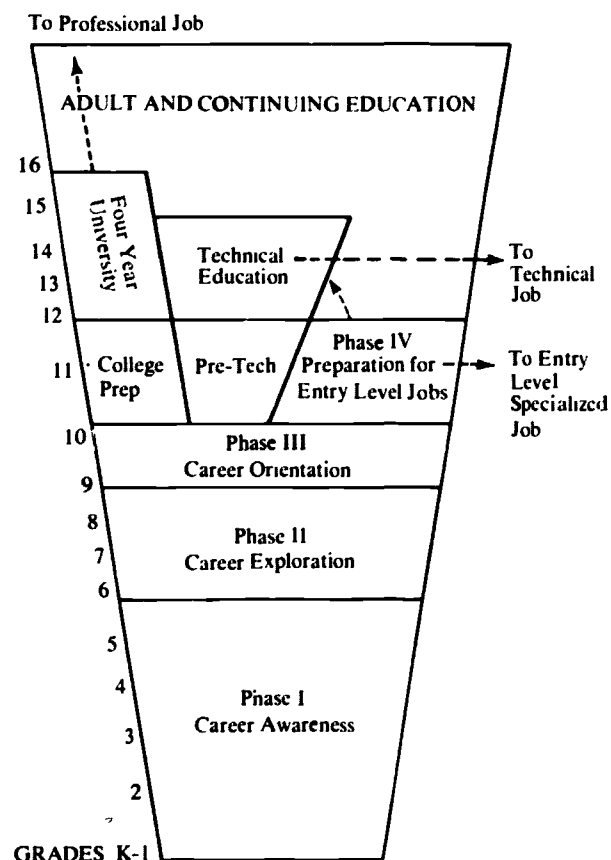 To Professional Job
ADULT AND CONTINUING EDUCATION
16
15
14
13
12
11
10
9
8
7
6
5
4
3
2
GRADES K-1
Four Year
University
Technical
Education
To
Technical
Job
College
Prep
Pre-Tech
Phase IV
Preparation for
Entry Level Jobs
To Entry
Level
Specialized
Job
Phase III
Career Orientation
Phase II
Career Exploration
Phase I
Career Awareness